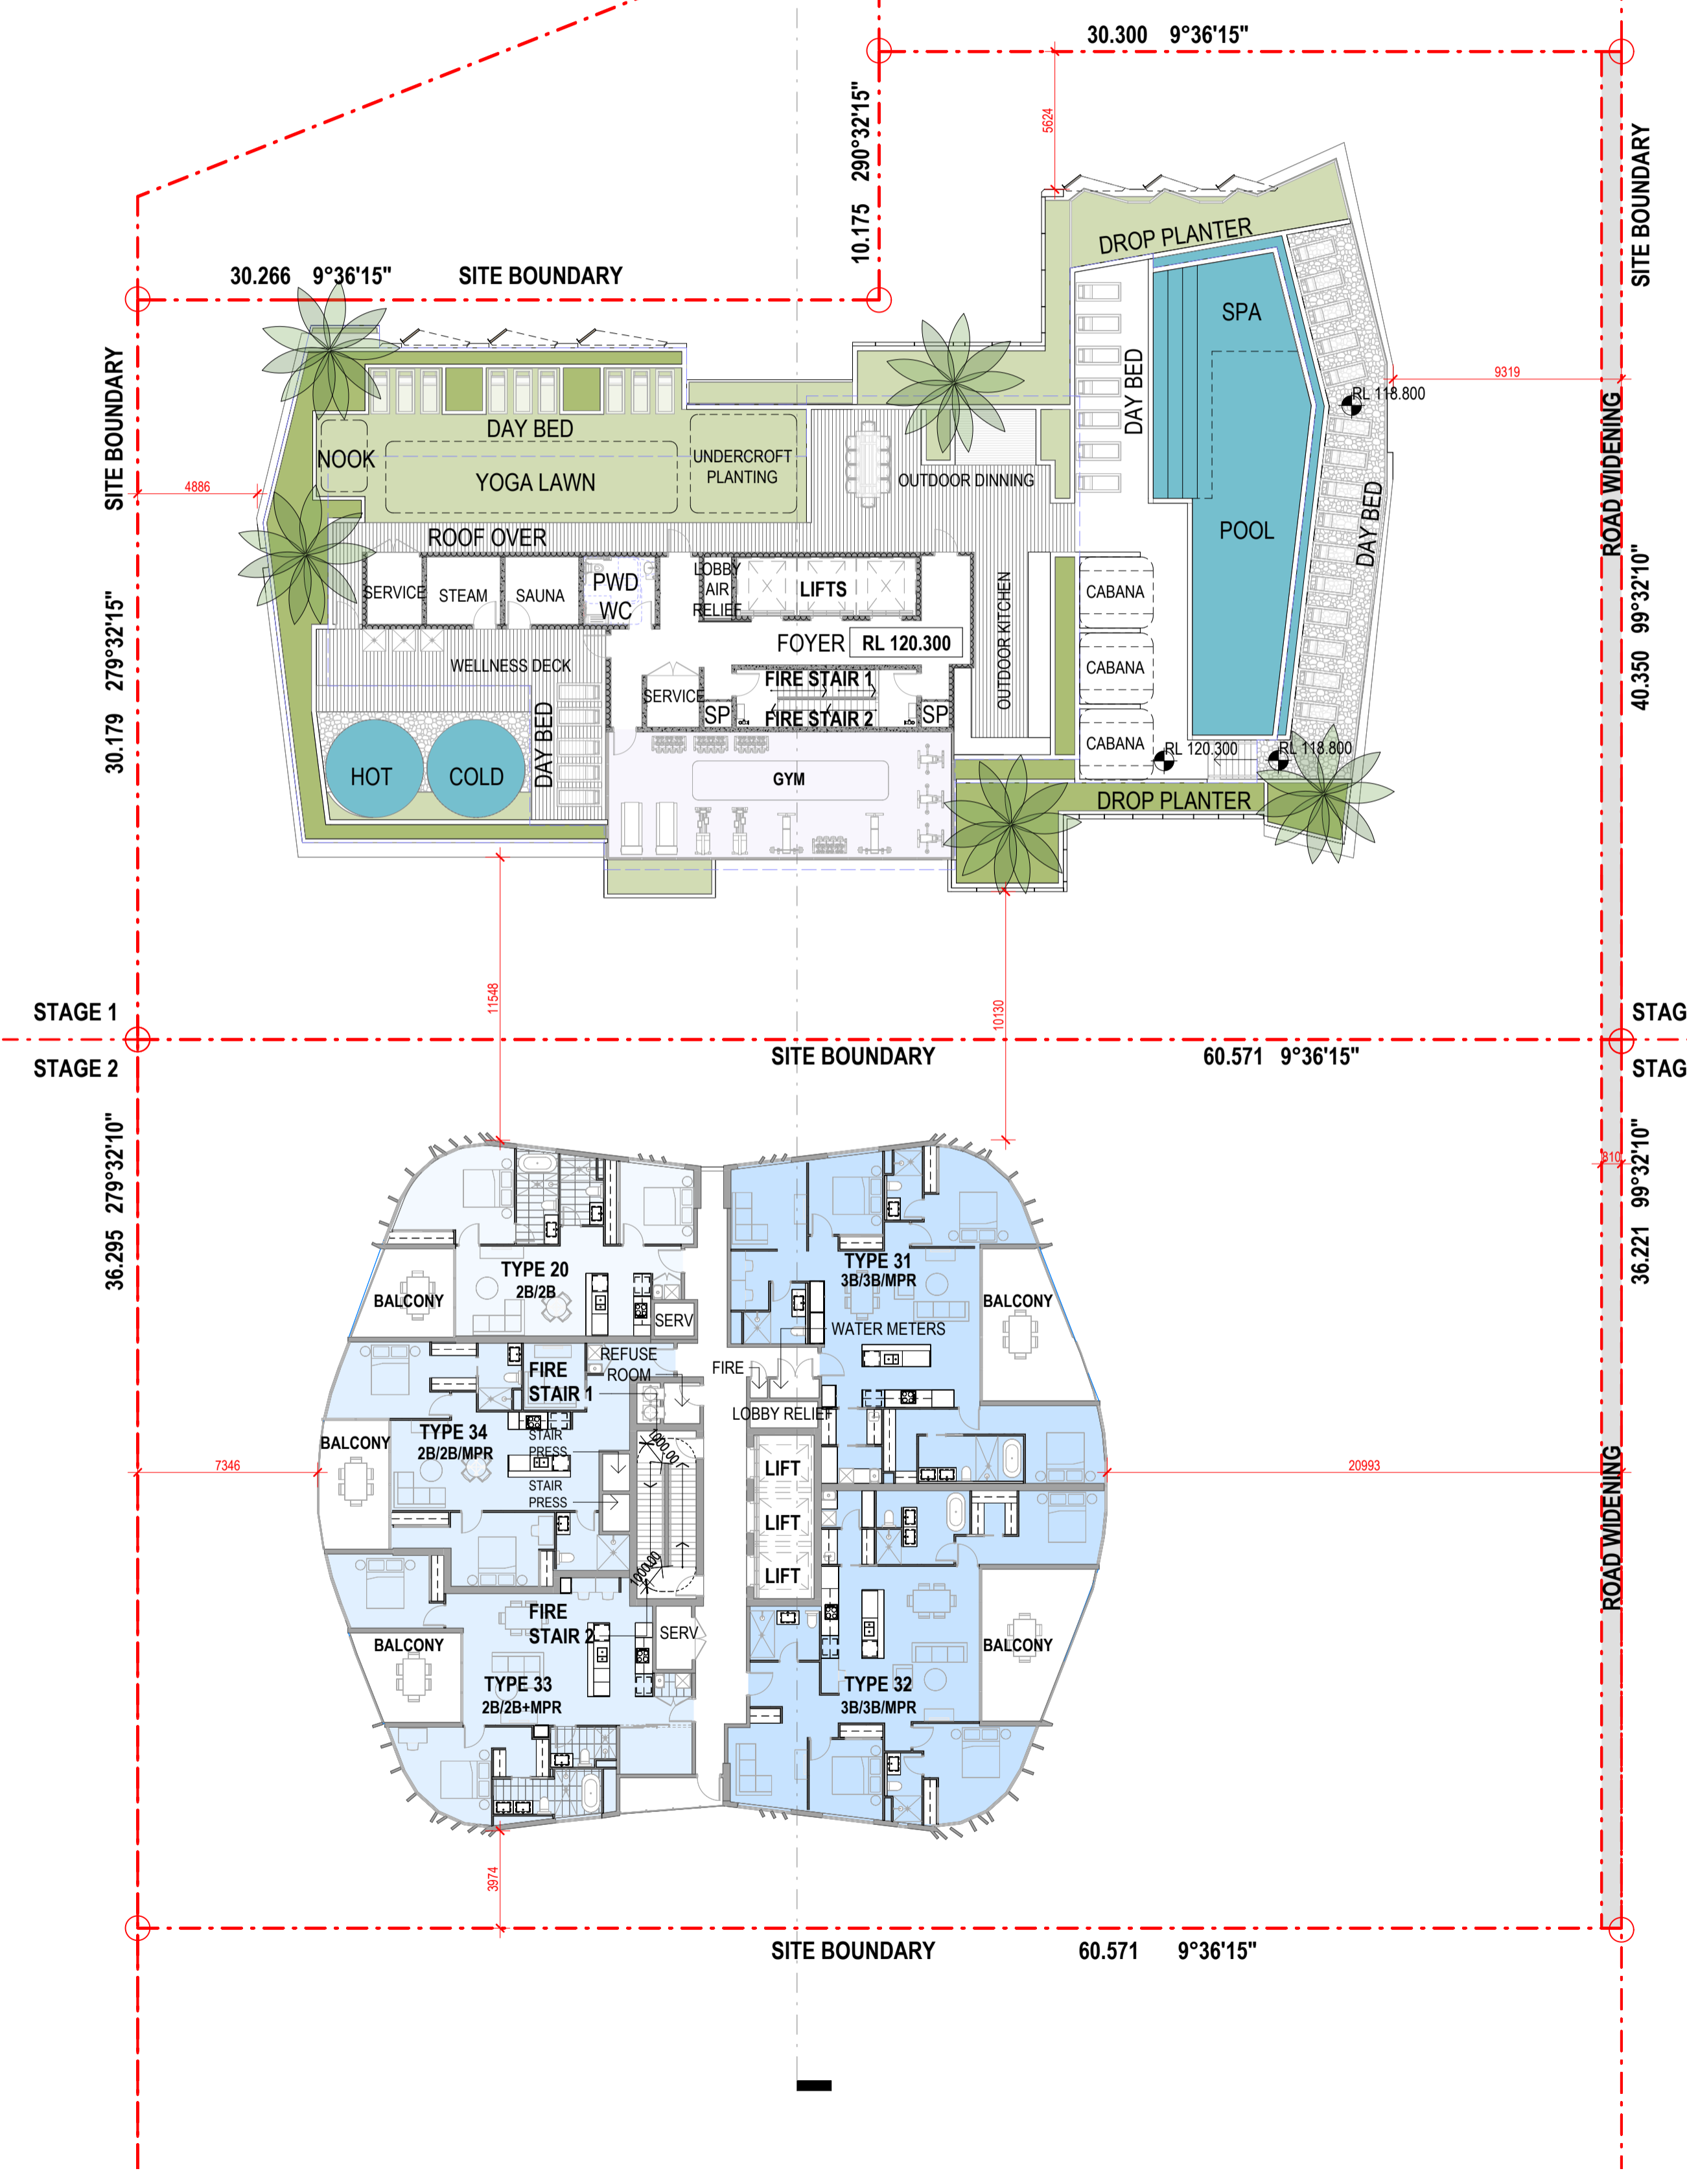 30.300 9°36'15"
5624
10.175 290°32'15"
SITE BOUNDARY
30.266 9°36'15" SITE BOUNDARY
DROP PLANTER
SPA
DAY BED
9319
RL 118.800
SITE BOUNDARY
4886
NOOK
DAY BED
YOGA LAWN
UNDERCROFT
PLANTING
OUTDOOR DINNING
POOL
DAY BED
ROAD WIDENING
ROOF OVER
SERVICE
STEAM
SAUNA
PWD
WC
LOBBY
AIR
RELIEF
LIFTS
OUTDOOR KITCHEN
CABANA
CABANA
CABANA
40.350 99°32'10"
30.179 279°32'15"
FOYER
RL 120.300
WELLNESS DECK
SERVICE
FIRE STAIR 1
SP
FIRE STAIR 2
SP
DAY BED
HOT
COLD
GYM
RL 120.300
RL 118.800
DROP PLANTER
11548
10130
STAGE 1
STAG
STAGE 2
STAG
SITE BOUNDARY 60.571 9°36'15"
36.295 279°32'10"
810
36.221 99°32'10"
TYPE 20
2B/2B
BALCONY
SERV
TYPE 31
3B/3B/MPR
BALCONY
WATER METERS
REFUSE
ROOM
FIRE
FIRE
STAIR 1
LOBBY RELIEF
TYPE 34
2B/2B/MPR
BALCONY
STAIR
PRESS
STAIR
PRESS
1000.00
1000.00
LIFT
LIFT
LIFT
7346
20993
ROAD WIDENING
FIRE
STAIR 2
SERV
BALCONY
BALCONY
TYPE 33
2B/2B+MPR
TYPE 32
3B/3B/MPR
3974
SITE BOUNDARY 60.571 9°36'15"